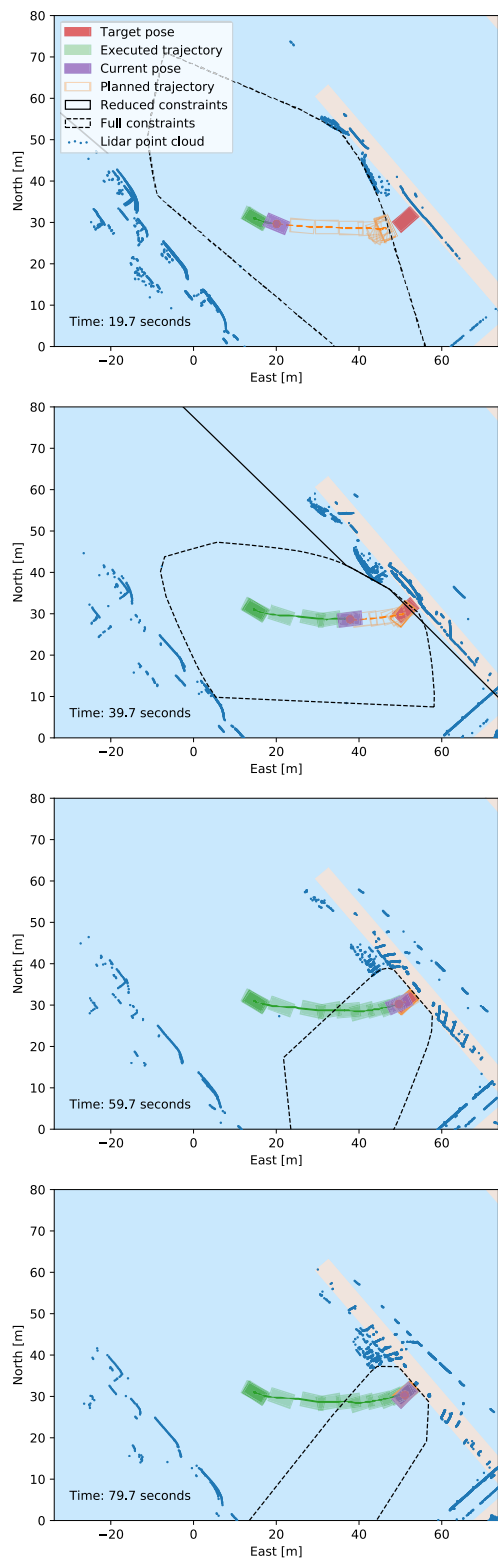 80
70
60
50
40
30
20
10
0
North [m]
Target pose
Executed trajectory
Current pose
Planned trajectory
Reduced constraints
Full constraints
Lidar point cloud
Time: 19.7 seconds
−20
0
20
40
60
East [m]
80
70
60
50
40
30
20
10
0
North [m]
Time: 39.7 seconds
−20
0
20
40
60
East [m]
80
70
60
50
40
30
20
10
0
North [m]
Time: 59.7 seconds
−20
0
20
40
60
East [m]
80
70
60
50
40
30
20
10
0
North [m]
Time: 79.7 seconds
−20
0
20
40
60
East [m]